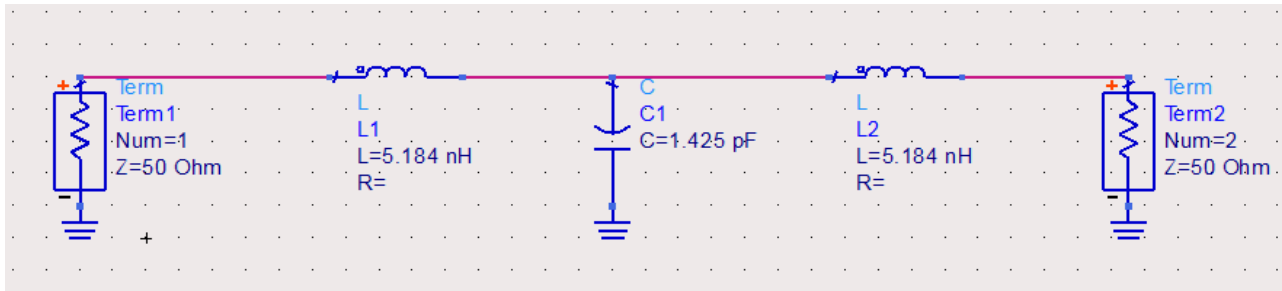 Term
Term1
Num=1
Z=50 Ohm
L
L1
L=5.184 nH
R=
C
C1
C=1.425 pF
L
L2
L=5.184 nH
R=
Term
Term2
Num=2
Z=50 Ohm